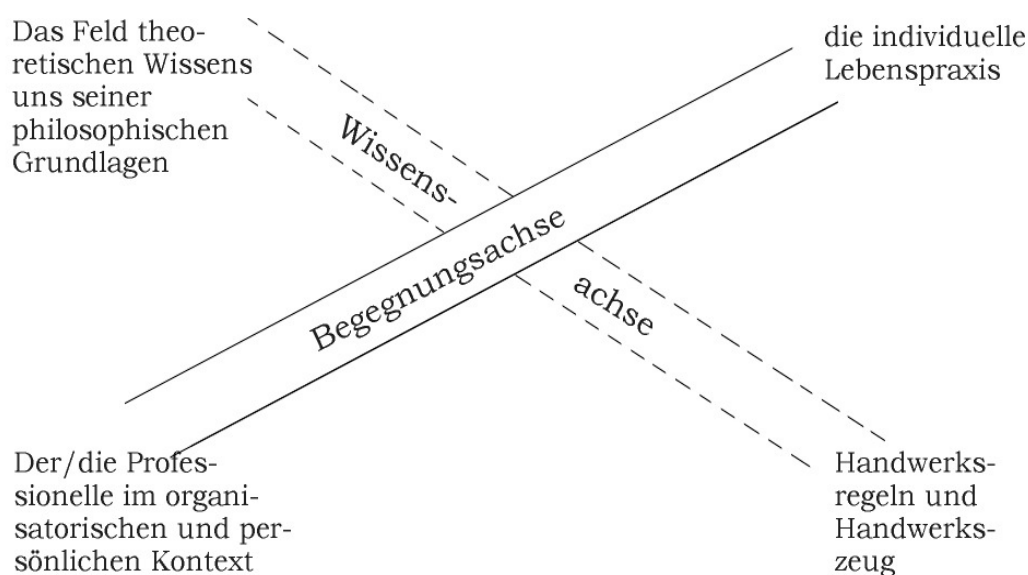 Das Feld theo-
retischen Wissens
uns seiner
philosophischen
Grundlagen
die individuelle
Lebenspraxis
Wissens-
Begegnungsachse
achse
Der/die Profes-
sionelle im organi-
satorischen und per-
sönlichen Kontext
Handwerks-
regeln und
Handwerks-
zeug